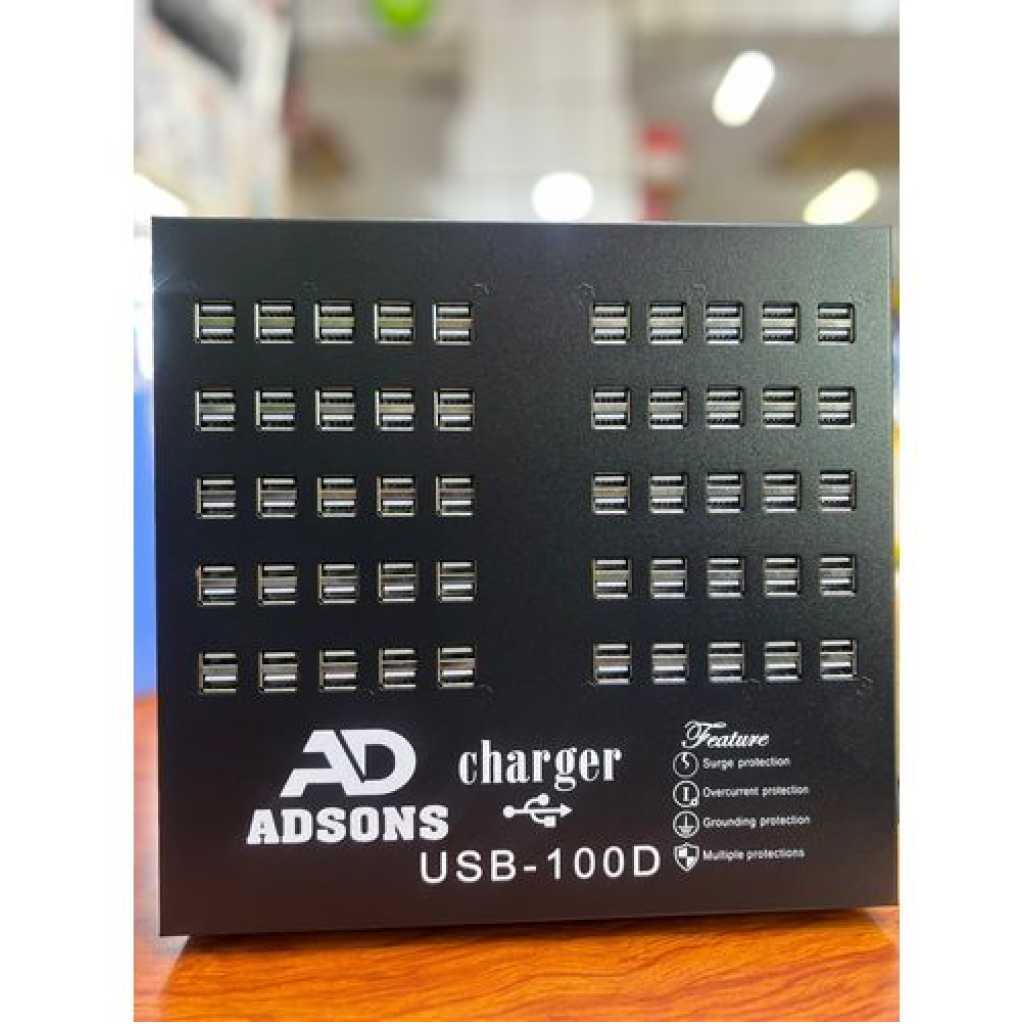 AD
ADSONS
charger
USB-100D
Feature
Surge protection
Overcurrent protection
Grounding protection
Multiple protections